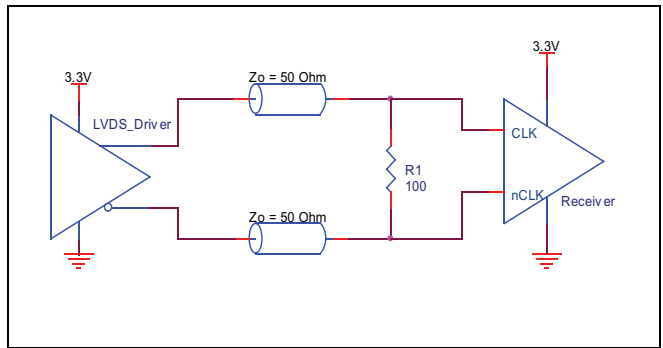 3.3V
Zo = 50 Ohm
3.3V
LVDS_Driver
CLK
R1
100
nCLK
Receiver
Zo = 50 Ohm